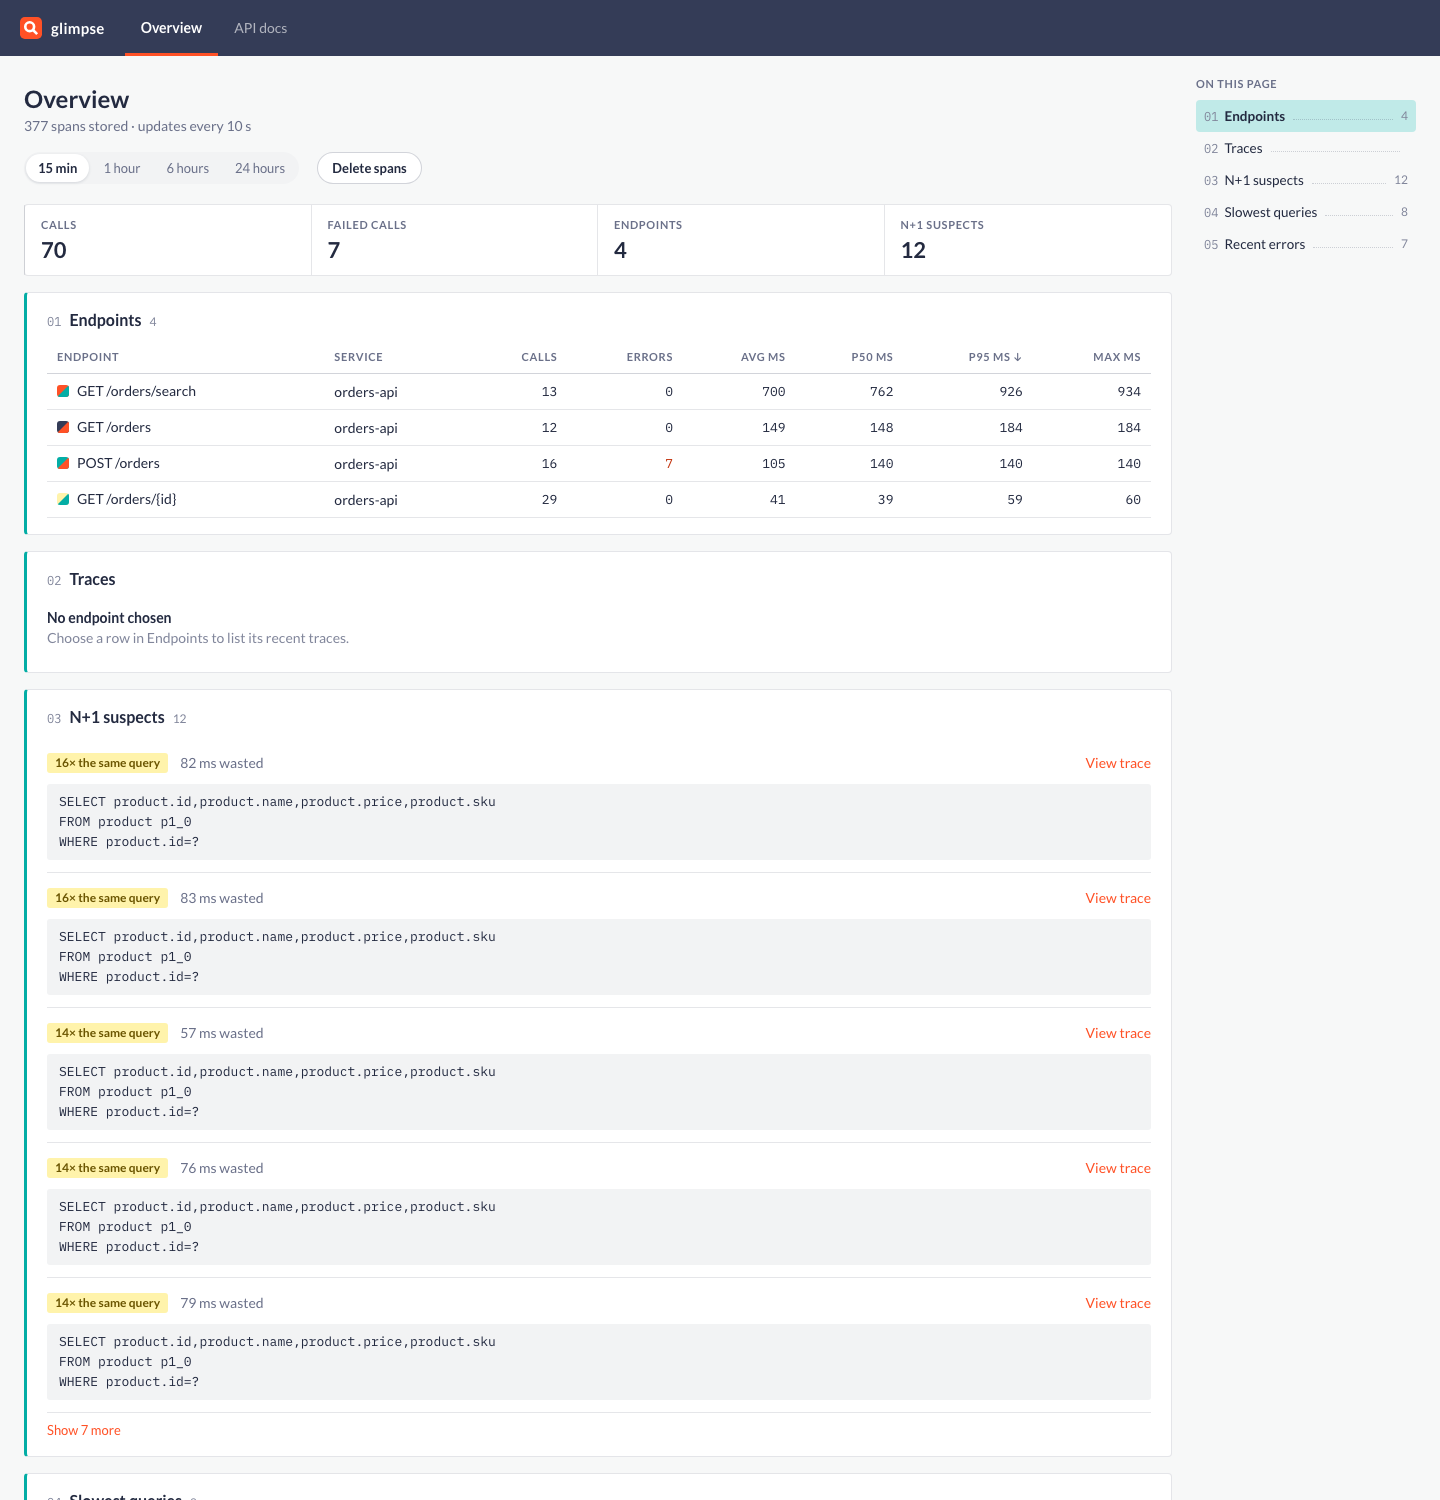 glimpse Overview API docs
Overview
377 spans stored · updates every 10 s
15 min 1 hour 6 hours 24 hours Delete spans
CALLS FAILED CALLS ENDPOINTS N+1 SUSPECTS
70 7 4 12
01 Endpoints 4
ENDPOINT SERVICE CALLS ERRORS AVG MS P50 MS P95 MS ↓ MAX MS
GET /orders/search orders-api 13 0 700 762 926 934
GET /orders orders-api 12 0 149 148 184 184
POST /orders orders-api 16 7 105 140 140 140
GET /orders/{id} orders-api 29 0 41 39 59 60
02 Traces
No endpoint chosen
Choose a row in Endpoints to list its recent traces.
03 N+1 suspects 12
16× the same query 82 ms wasted View trace
SELECT product.id,product.name,product.price,product.sku
FROM product p1_0
WHERE product.id=?
16× the same query 83 ms wasted View trace
SELECT product.id,product.name,product.price,product.sku
FROM product p1_0
WHERE product.id=?
14× the same query 57 ms wasted View trace
SELECT product.id,product.name,product.price,product.sku
FROM product p1_0
WHERE product.id=?
14× the same query 76 ms wasted View trace
SELECT product.id,product.name,product.price,product.sku
FROM product p1_0
WHERE product.id=?
14× the same query 79 ms wasted View trace
SELECT product.id,product.name,product.price,product.sku
FROM product p1_0
WHERE product.id=?
Show 7 more
Slowest queries
ON THIS PAGE
01 Endpoints 4
02 Traces
03 N+1 suspects 12
04 Slowest queries 8
05 Recent errors 7